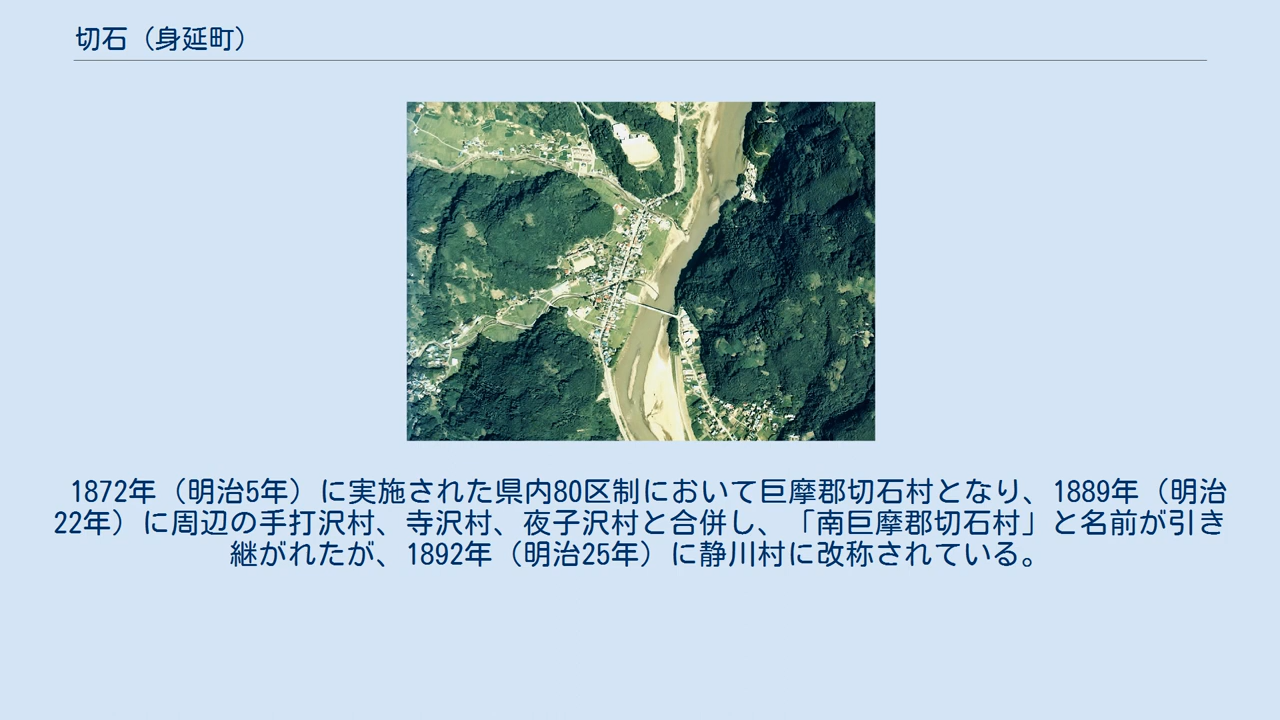 切石（身延町）
1872年（明治5年）に実施された県内80区制において巨摩郡切石村となり、1889年（明治
22年）に周辺の手打沢村、寺沢村、夜子沢村と合併し、「南巨摩郡切石村」と名前が引き
継がれたが、1892年（明治25年）に静川村に改称されている。